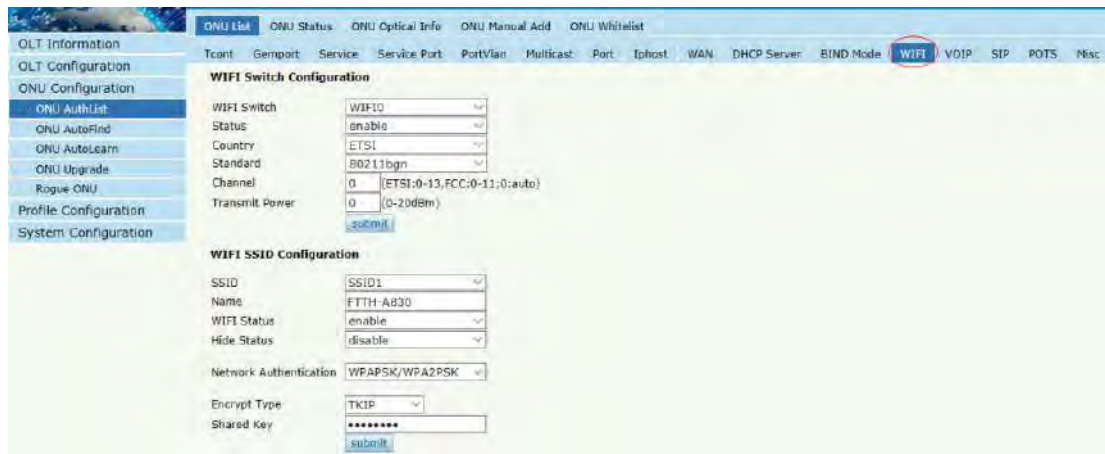 ONU List ONU Status ONU Optical Info ONU Manual Add ONU Whitelist
Tcont Gemport Service Service Port PortVlan Multicast Port Iphost WAN DHCP Server BIND Mode WIFI VOIP SIP POTS Misc
OLT Information
OLT Configuration
ONU Configuration
ONU AuthList
ONU AutoFind
ONU AutoLearn
ONU Upgrade
Rogue ONU
Profile Configuration
System Configuration
WIFI Switch Configuration
WIFI Switch WIFI0
Status enable
Country ETSI
Standard 80211bgn
Channel 0 (ETSI:0-13,FCC:0-11;0:auto)
Transmit Power 0 (0-20dBm)
submit
WIFI SSID Configuration
SSID SSID1
Name FTTH-A830
WIFI Status enable
Hide Status disable
Network Authentication WPAPSK/WPA2PSK
Encrypt Type TKIP
Shared Key ••••••••
submit